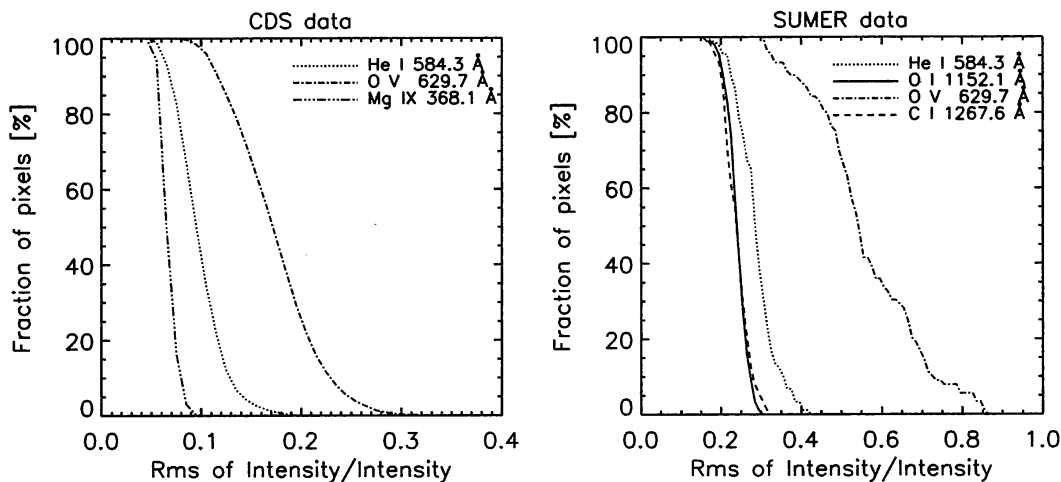 CDS data
100
80
60
40
20
0
Fraction of pixels [%]
He I 584.3 Å
O V 629.7 Å
Mg IX 368.1 Å
0.0 0.1 0.2 0.3 0.4
Rms of Intensity/Intensity
SUMER data
100
80
60
40
20
0
Fraction of pixels [%]
He I 584.3 Å
O I 1152.1 Å
O V 629.7 Å
C I 1267.6 Å
0.0 0.2 0.4 0.6 0.8 1.0
Rms of Intensity/Intensity